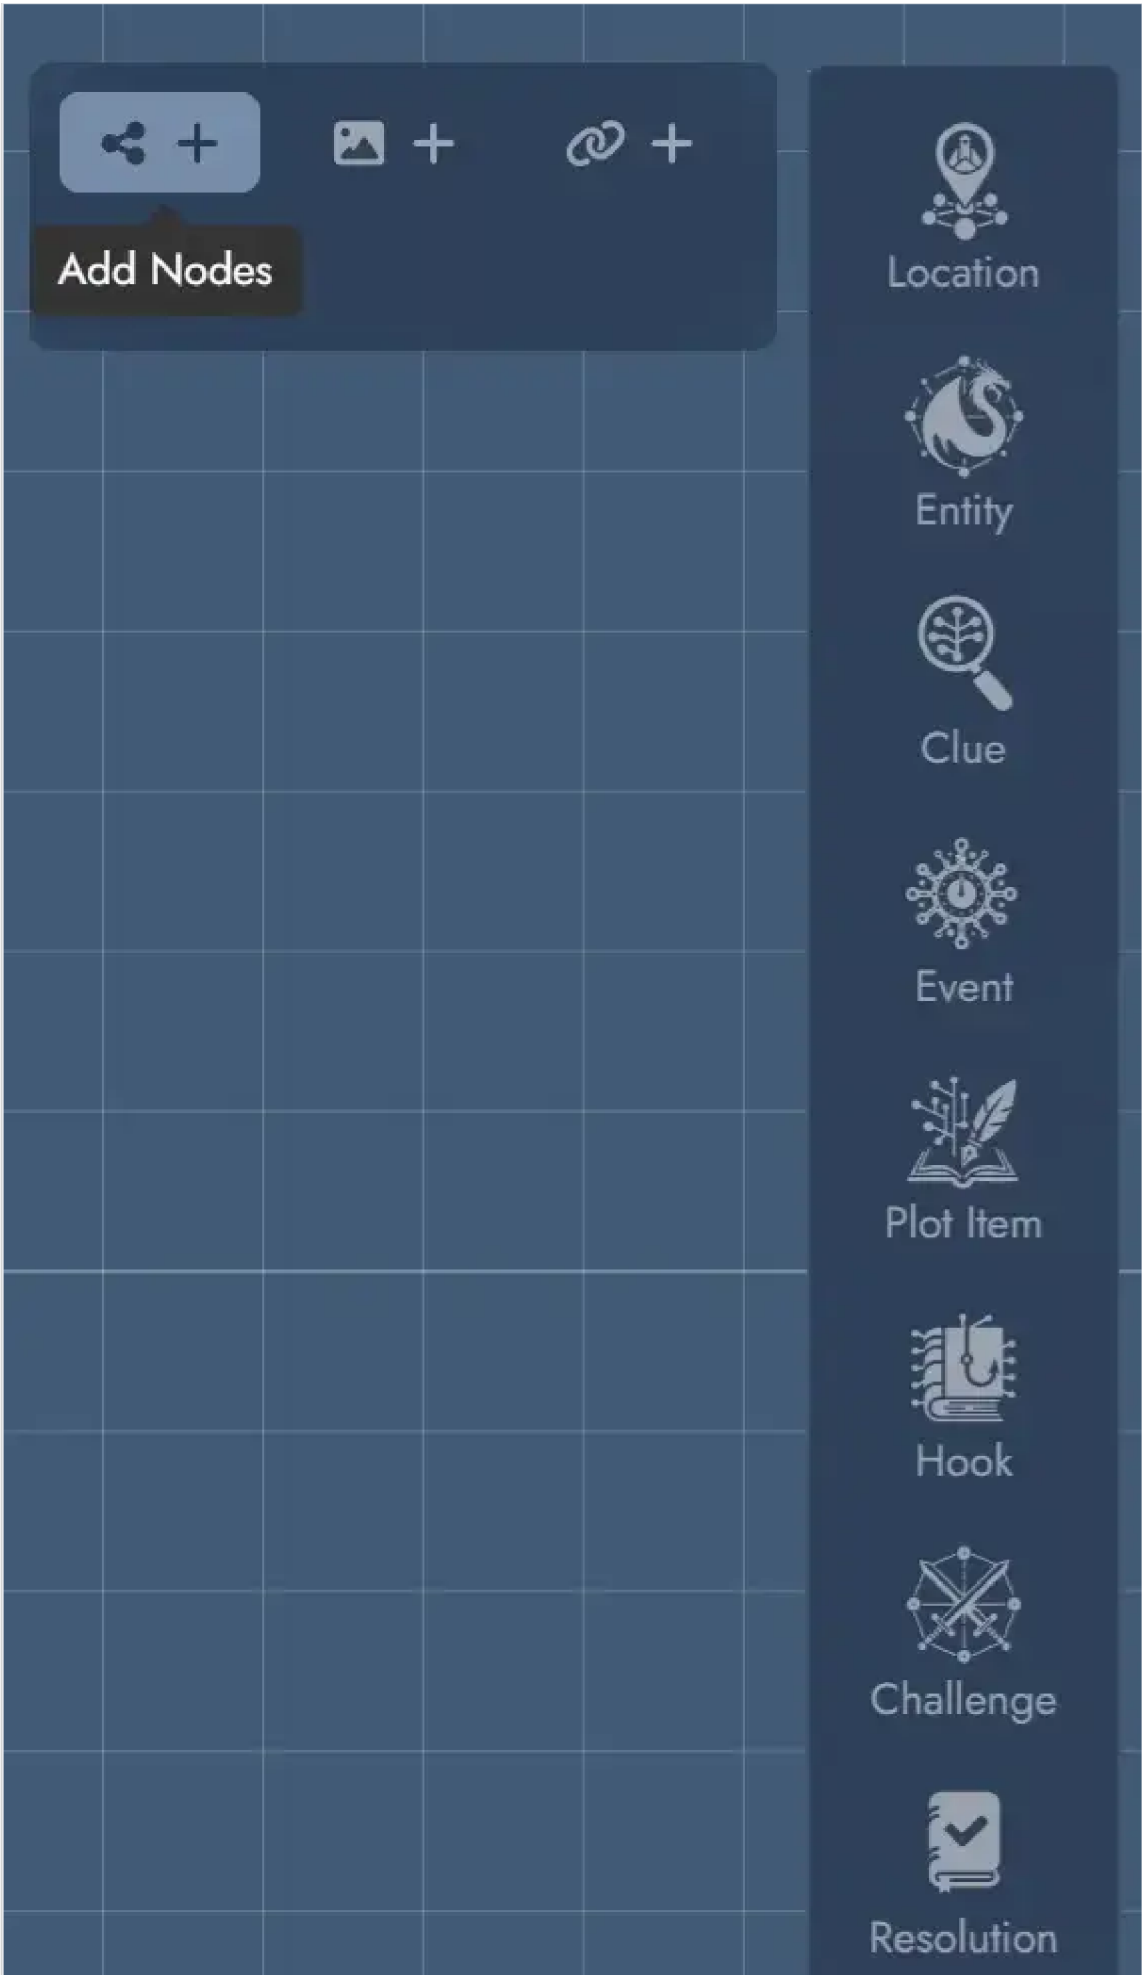 Add Nodes
Location
Entity
Clue
Event
Plot Item
Hook
Challenge
Resolution